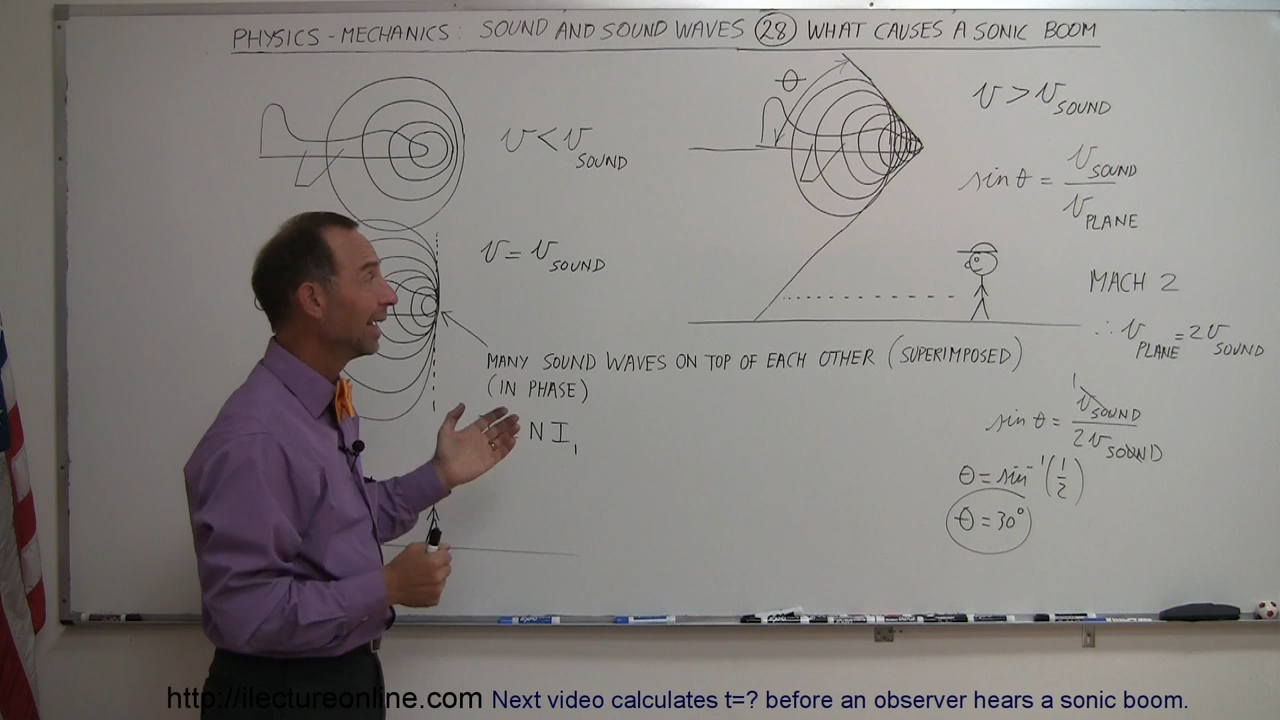 PHYSICS - MECHANICS: SOUND AND SOUND WAVES 28 WHAT CAUSES A SONIC BOOM
v < v SOUND
v = v SOUND
MANY SOUND WAVES ON TOP OF EACH OTHER (SUPERIMPOSED)
(IN PHASE)
N I₁
θ
v > v SOUND
sin θ = v SOUND / v PLANE
MACH 2
∴ v PLANE = 2 v SOUND
sin θ = v SOUND / 2 v SOUND
1
θ = sin⁻¹ (1/2)
θ = 30°
http://ilectureonline.com Next video calculates t=? before an observer hears a sonic boom.